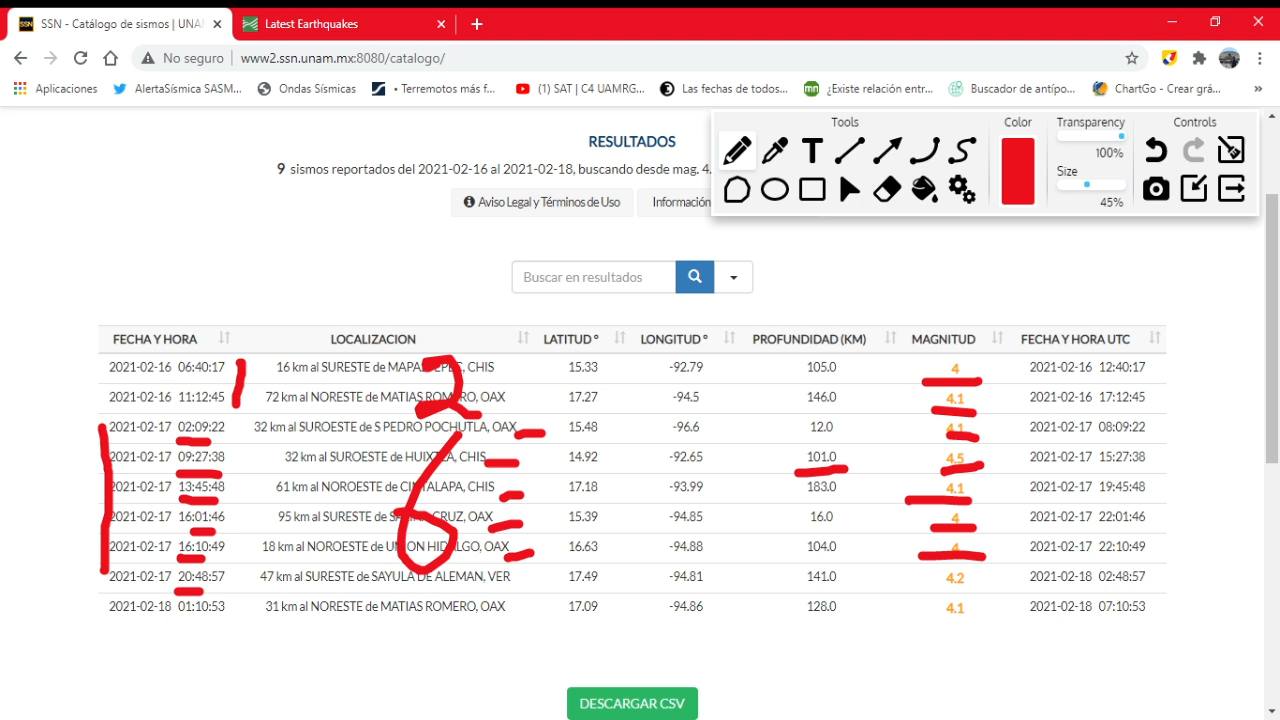 SSN - Catálogo de sismos | UNA
Latest Earthquakes
No seguro www2.ssn.unam.mx:8080/catalogo/
Aplicaciones AlertaSísmica SASM... Ondas Sísmicas • Terremotos más f... (1) SAT | C4 UAMRG... Las fechas de todos... ¿Existe relación entr... Buscador de antípo... ChartGo - Crear grá... »
Tools Color Transparency Controls
100%
Size
45%
RESULTADOS
9 sismos reportados del 2021-02-16 al 2021-02-18, buscando desde mag. 4.
Aviso Legal y Términos de Uso Información
Buscar en resultados
FECHA Y HORA LOCALIZACION LATITUD º LONGITUD º PROFUNDIDAD (KM) MAGNITUD FECHA Y HORA UTC
2021-02-16 06:40:17 16 km al SURESTE de MAPASTEPEC, CHIS 15.33 -92.79 105.0 4 2021-02-16 12:40:17
2021-02-16 11:12:45 72 km al NORESTE de MATIAS ROMERO, OAX 17.27 -94.5 146.0 4.1 2021-02-16 17:12:45
2021-02-17 02:09:22 32 km al SUROESTE de S PEDRO POCHUTLA, OAX 15.48 -96.6 12.0 4.1 2021-02-17 08:09:22
2021-02-17 09:27:38 32 km al SUROESTE de HUIXTLA, CHIS 14.92 -92.65 101.0 4.5 2021-02-17 15:27:38
2021-02-17 13:45:48 61 km al NOROESTE de CINTALAPA, CHIS 17.18 -93.99 183.0 4.1 2021-02-17 19:45:48
2021-02-17 16:01:46 95 km al SURESTE de SALINA CRUZ, OAX 15.39 -94.85 16.0 4 2021-02-17 22:01:46
2021-02-17 16:10:49 18 km al NOROESTE de UNION HIDALGO, OAX 16.63 -94.88 104.0 4 2021-02-17 22:10:49
2021-02-17 20:48:57 47 km al SURESTE de SAYULA DE ALEMAN, VER 17.49 -94.81 141.0 4.2 2021-02-18 02:48:57
2021-02-18 01:10:53 31 km al NORESTE de MATIAS ROMERO, OAX 17.09 -94.86 128.0 4.1 2021-02-18 07:10:53
2
6
DESCARGAR CSV